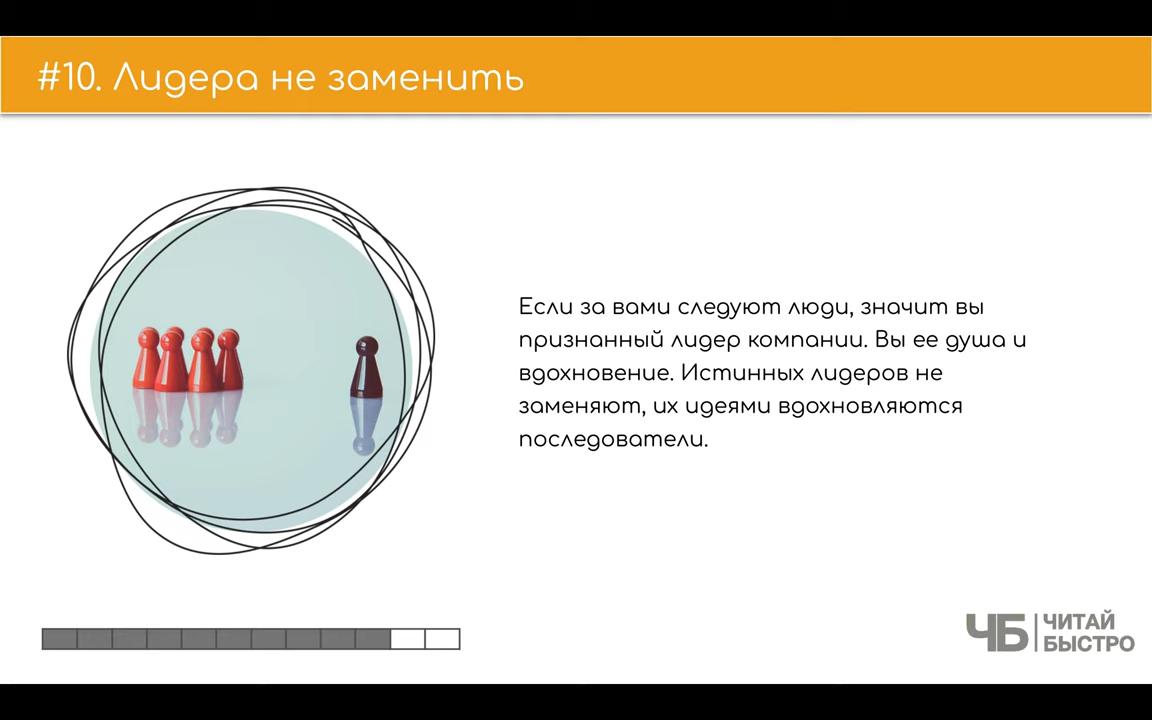 #10. Лидера не заменить
Если за вами следуют люди, значит вы
признанный лидер компании. Вы ее душа и
вдохновение. Истинных лидеров не
заменяют, их идеями вдохновляются
последователи.
ЧБ ЧИТАЙ
БЫСТРО